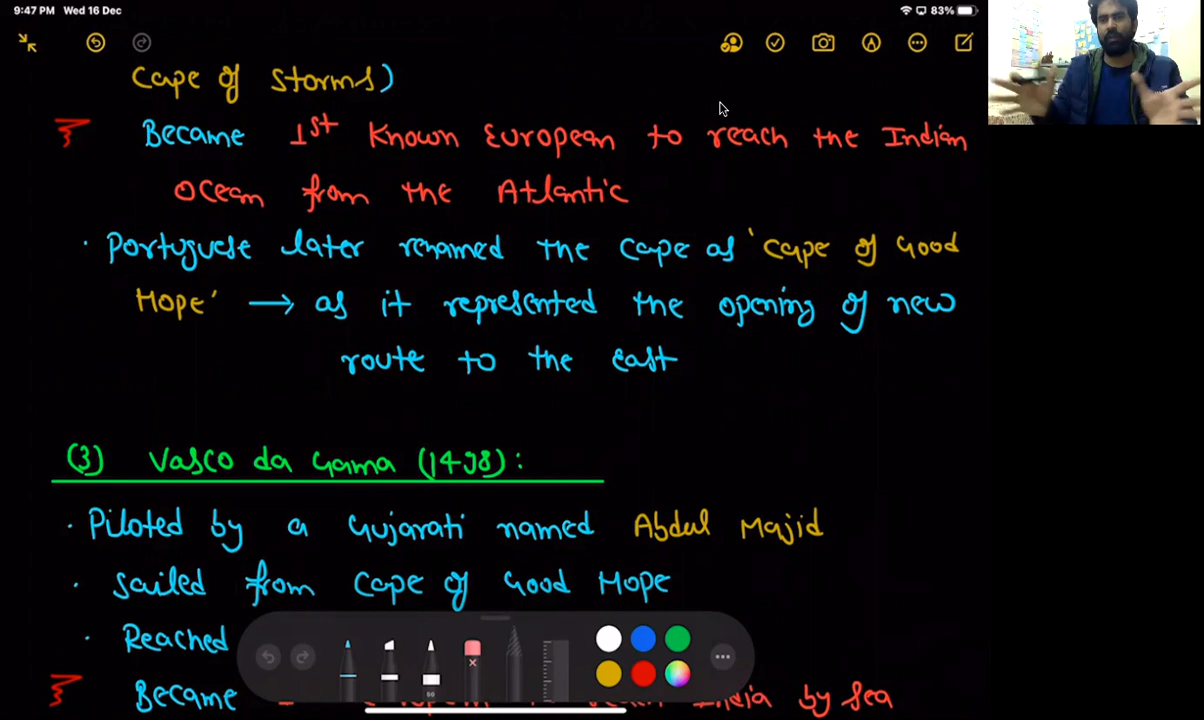 9:47 PM Wed 16 Dec
83%
Cape of Storms)
Became 1st Known European to reach the Indian
Ocean from the Atlantic
· Portuguese later renamed the Cape as 'Cape of Good
Hope' → as it represented the opening of new
route to the east
(3) Vasco da Gama (1498):
· Piloted by a Gujarati named Abdul Majid
· Sailed from Cape of Good Hope
· Reached
Became India by Sea
50